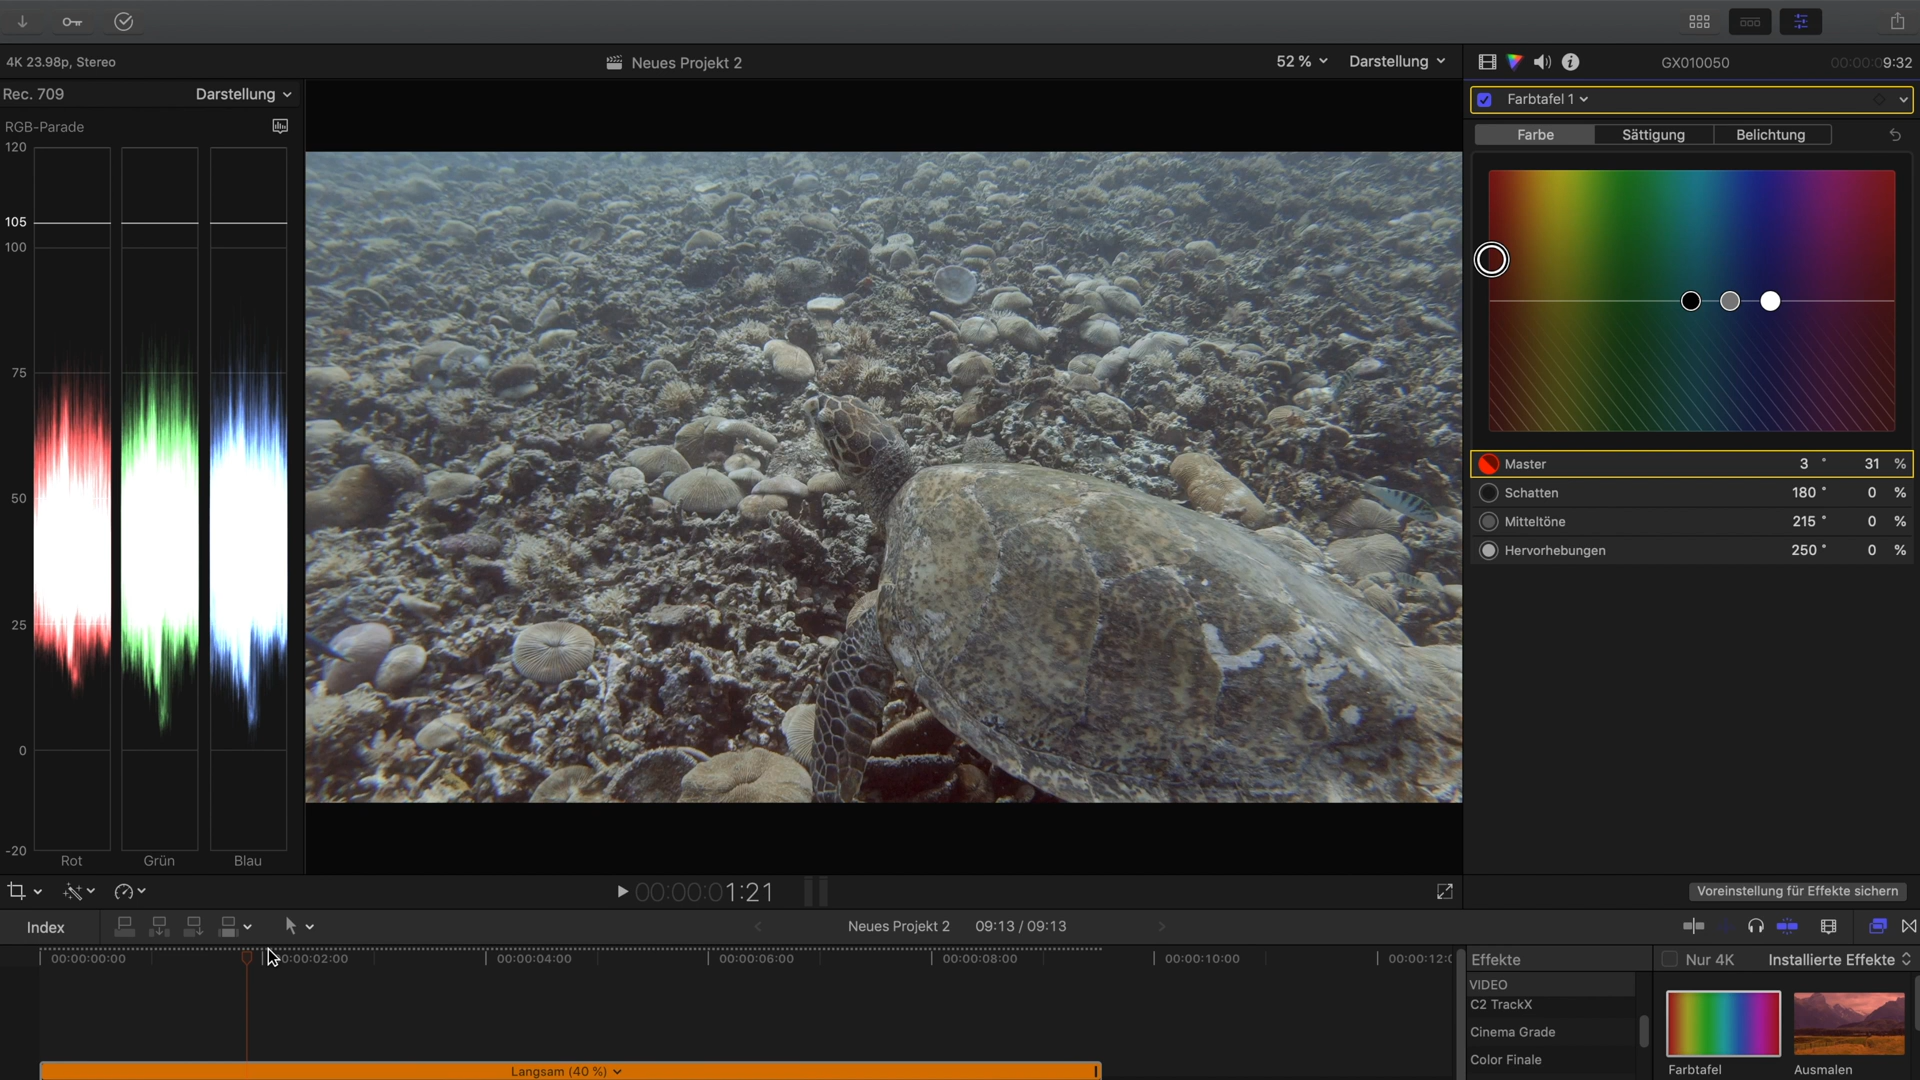 4K 23.98p, Stereo
Neues Projekt 2
52 %
Darstellung
GX010050
00:00:09:32
Rec. 709
Darstellung
Farbtafel 1
RGB-Parade
Farbe
Sättigung
Belichtung
120
105
100
75
50
25
0
-20
Rot
Grün
Blau
Master 3 ° 31 %
Schatten 180 ° 0 %
Mitteltöne 215 ° 0 %
Hervorhebungen 250 ° 0 %
00:00:01:21
Voreinstellung für Effekte sichern
Index
Neues Projekt 2
09:13 / 09:13
00:00:00:00
00:00:02:00
00:00:04:00
00:00:06:00
00:00:08:00
00:00:10:00
Effekte
Nur 4K
Installierte Effekte
VIDEO
C2 TrackX
Cinema Grade
Color Finale
Farbtafel
Ausmalen
Langsam (40 %)